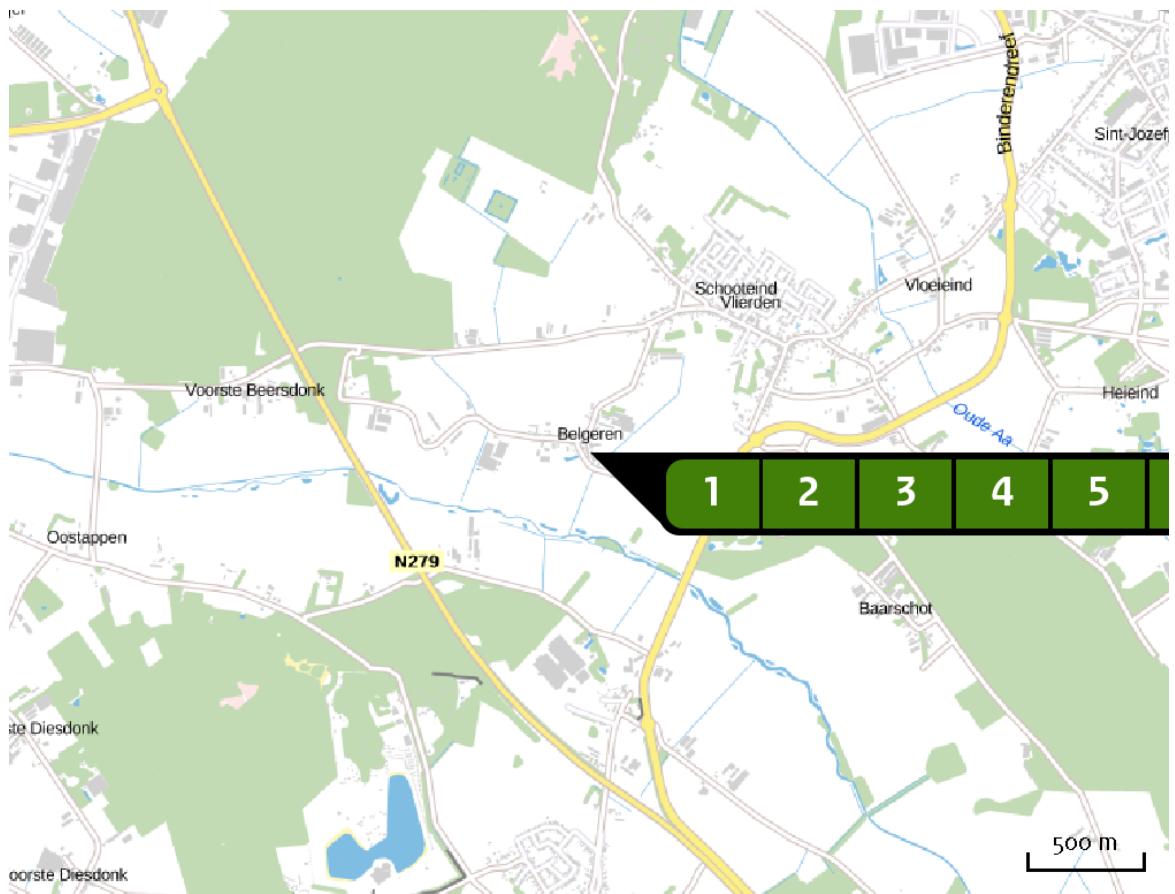 Binderendreef
Sint-Jozef
Schooteind
Vlierden
Vloeieind
Voorste Beersdonk
Heieind
Oude Aa
Belgeren
1 2 3 4 5
Oostappen
N279
Baarschot
ste Diesdonk
500 m
oorste Diesdonk